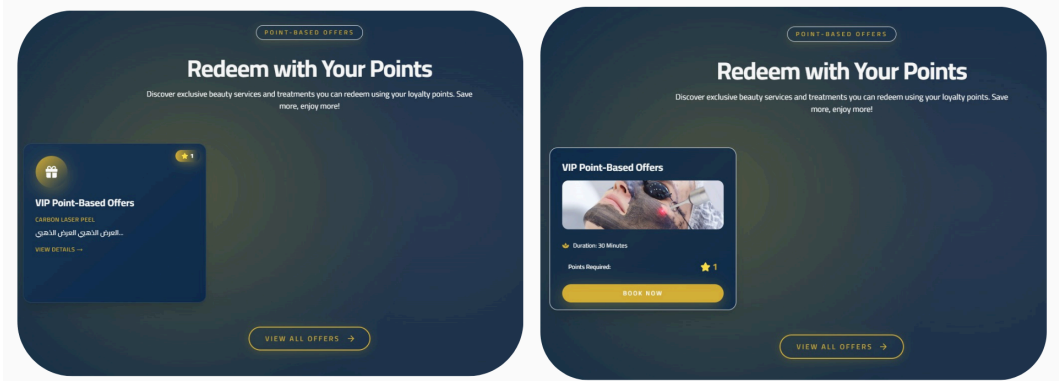 POINT-BASED OFFERS
Redeem with Your Points
Discover exclusive beauty services and treatments you can redeem using your loyalty points. Save
more, enjoy more!
1
VIP Point-Based Offers
CARBON LASER PEEL
العرض الذهبي العرض الذهبي...
VIEW DETAILS →
VIEW ALL OFFERS →
POINT-BASED OFFERS
Redeem with Your Points
Discover exclusive beauty services and treatments you can redeem using your loyalty points. Save
more, enjoy more!
VIP Point-Based Offers
Duration: 30 Minutes
Points Required: 1
BOOK NOW
VIEW ALL OFFERS →